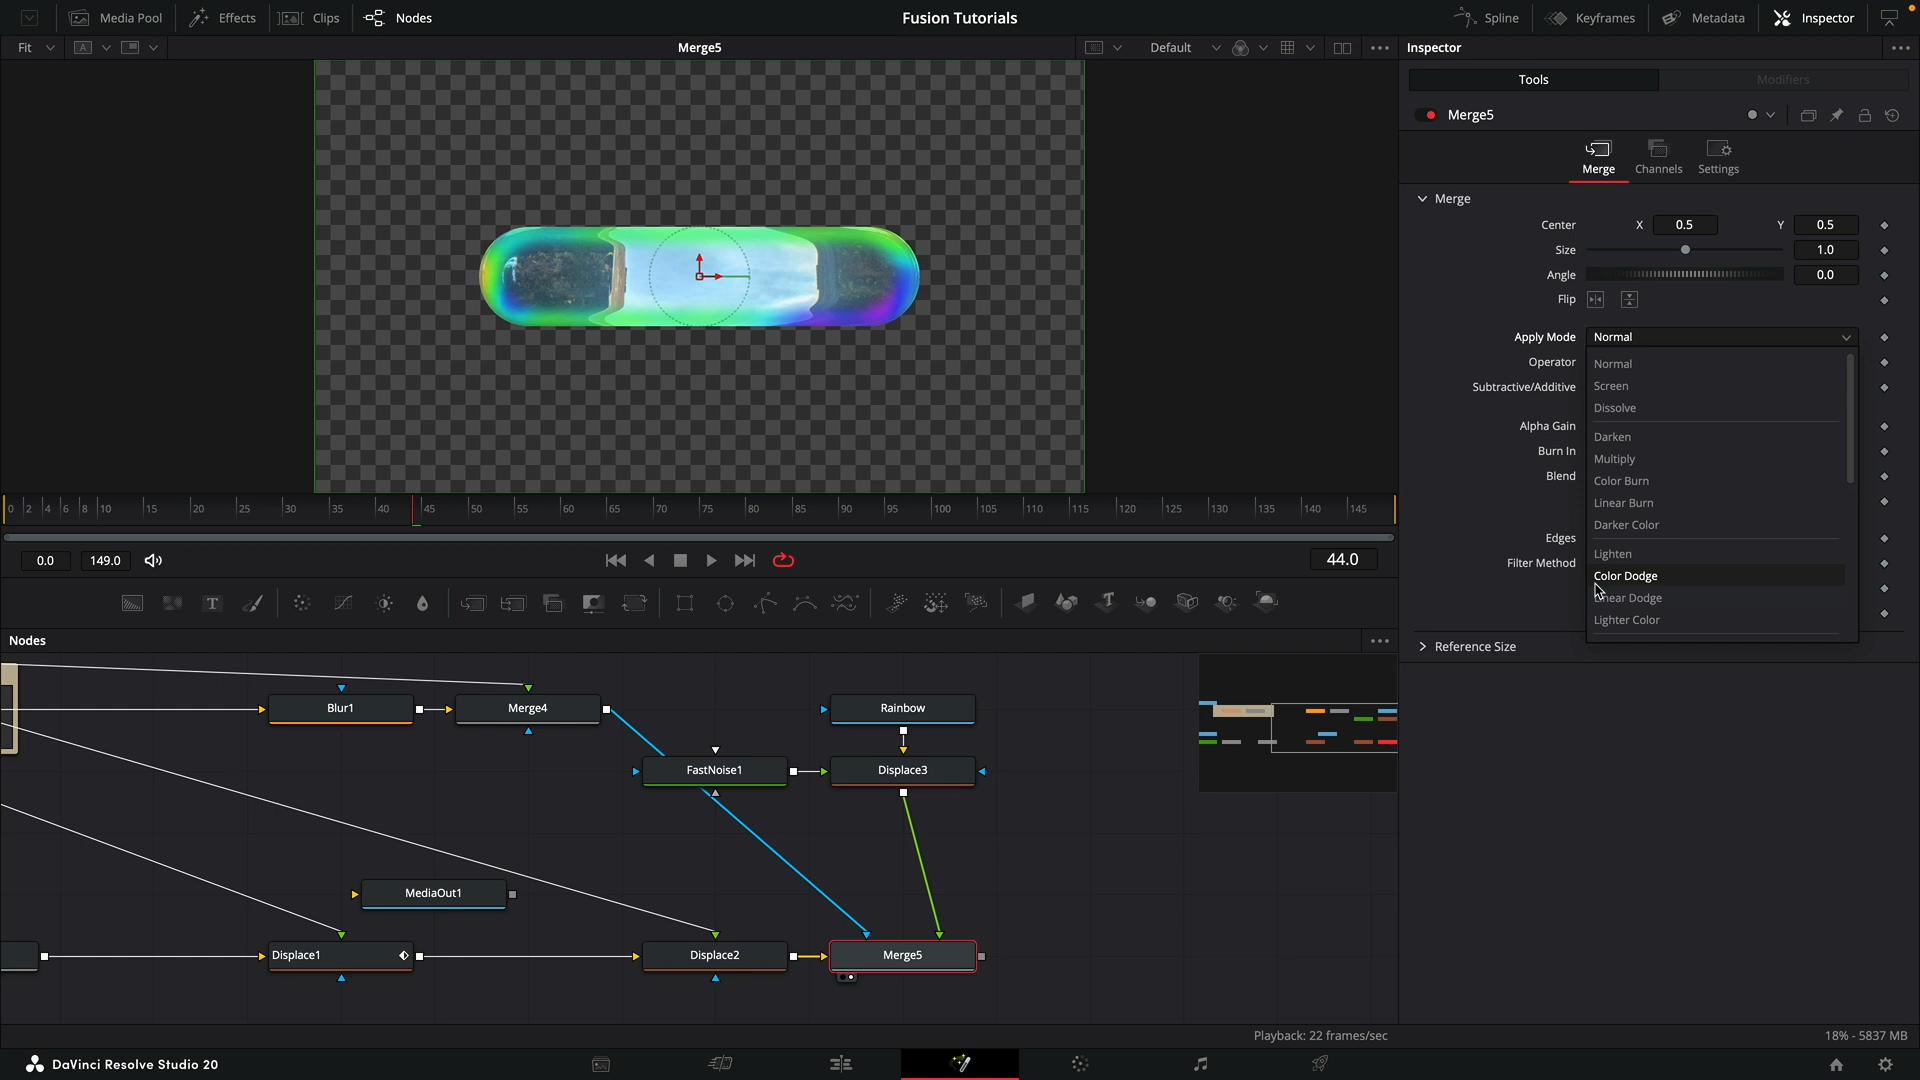 Media Pool
Effects
Clips
Nodes
Fusion Tutorials
Spline
Keyframes
Metadata
Inspector
Fit
A
Merge5
Default
Inspector
Tools
Modifiers
Merge5
Merge
Channels
Settings
Merge
Center
X
0.5
Y
0.5
Size
1.0
Angle
0.0
Flip
Apply Mode
Normal
Operator
Subtractive/Additive
Alpha Gain
Burn In
Blend
Edges
Filter Method
Normal
Screen
Dissolve
Darken
Multiply
Color Burn
Linear Burn
Darker Color
Lighten
Color Dodge
Linear Dodge
Lighter Color
Reference Size
0 2 4 6 8 10 15 20 25 30 35 40 45 50 55 60 65 70 75 80 85 90 95 100 105 110 115 120 125 130 135 140 145
0.0
149.0
44.0
Nodes
Blur1
Merge4
Rainbow
FastNoise1
Displace3
MediaOut1
Displace1
Displace2
Merge5
Playback: 22 frames/sec
18% - 5837 MB
DaVinci Resolve Studio 20